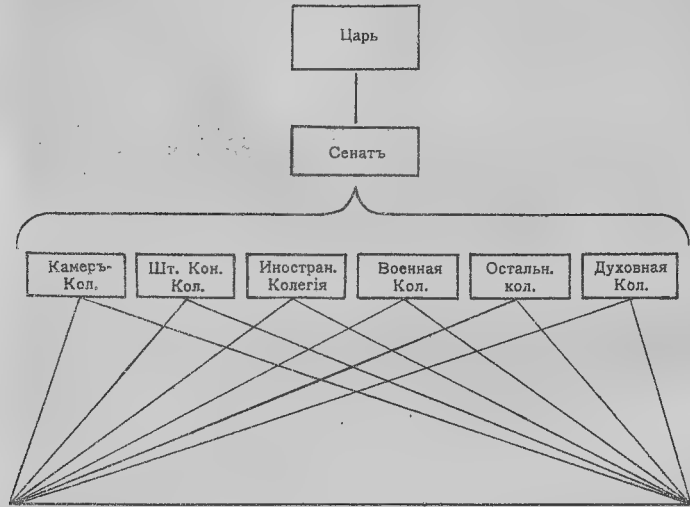 Царь
Сенатъ
Камеръ-
Кол.
Шт. Кон.
Кол.
Иностран.
Колегія
Военная
Кол.
Остальн.
кол.
Духовная
Кол.